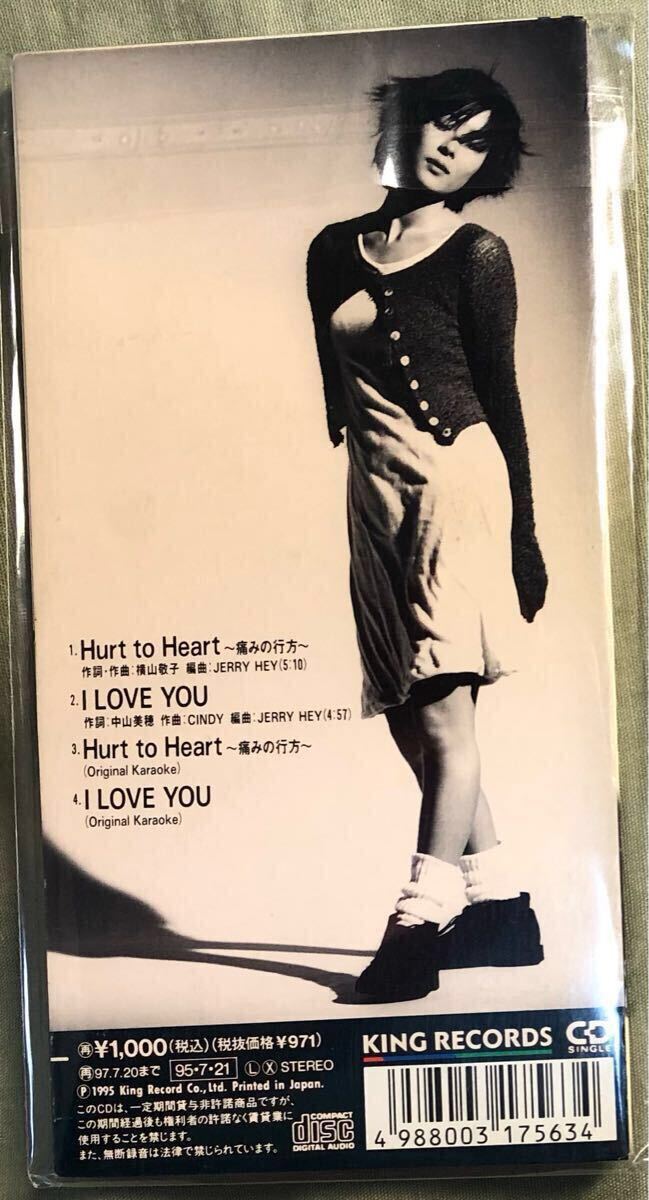 1. Hurt to Heart ～痛みの行方～
作詞・作曲：横山敬子 編曲：JERRY HEY(5:10)
2. I LOVE YOU
作詞：中山美穂 作曲：CINDY 編曲：JERRY HEY(4:57)
3. Hurt to Heart ～痛みの行方～
(Original Karaoke)
4. I LOVE YOU
(Original Karaoke)
再¥1,000(税込)(税抜価格¥971)
再97.7.20まで 95・7・21 L X STEREO
Ⓟ1995 King Record Co., Ltd. Printed in Japan.
このCDは、一定期間貸与非許諾商品ですが、
この期間経過後も権利者の許諾なく賃貸業に
使用することを禁じます。
また、無断録音は法律で禁じられています。
COMPACT
disc
DIGITAL AUDIO
KING RECORDS
CD
SINGLE
4 988003 175634